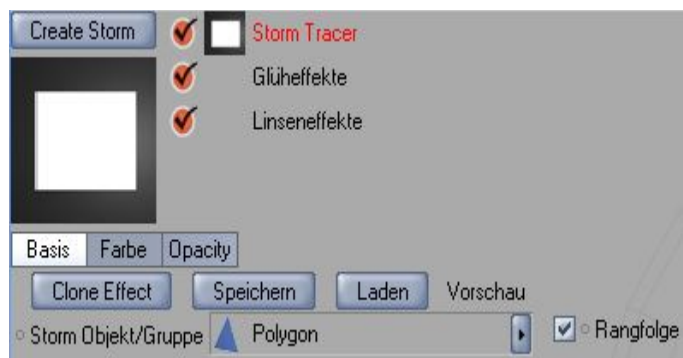 Create Storm Storm Tracer
Glüheffekte
Linseneffekte
Basis Farbe Opacity
Clone Effect Speichern Laden Vorschau
Storm Objekt/Gruppe Polygon Rangfolge